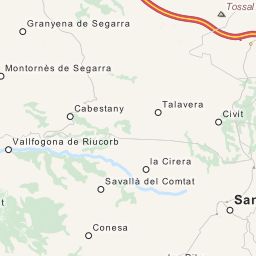 Tossal
Granyena de Segarra
Montornès de Segarra
Talavera
Cabestany
Civit
Vallfogona de Riucorb
la Cirera
Savallà del Comtat
Conesa